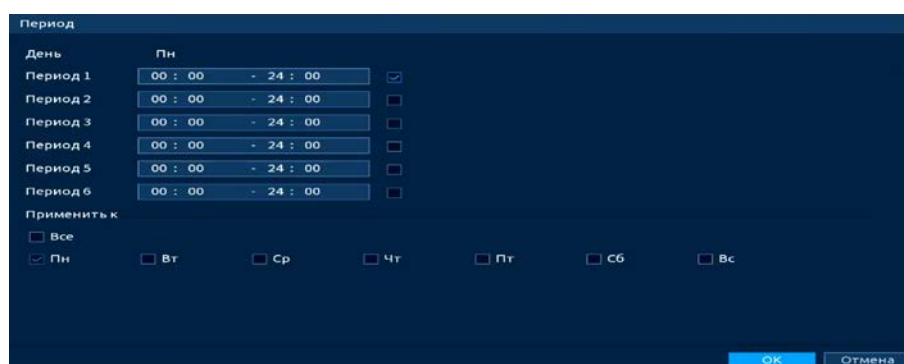 Период
День Пн
Период 1 00 : 00 - 24 : 00
Период 2 00 : 00 - 24 : 00
Период 3 00 : 00 - 24 : 00
Период 4 00 : 00 - 24 : 00
Период 5 00 : 00 - 24 : 00
Период 6 00 : 00 - 24 : 00
Применить к
Все
Пн Вт Ср Чт Пт Сб Вс
OK Отмена